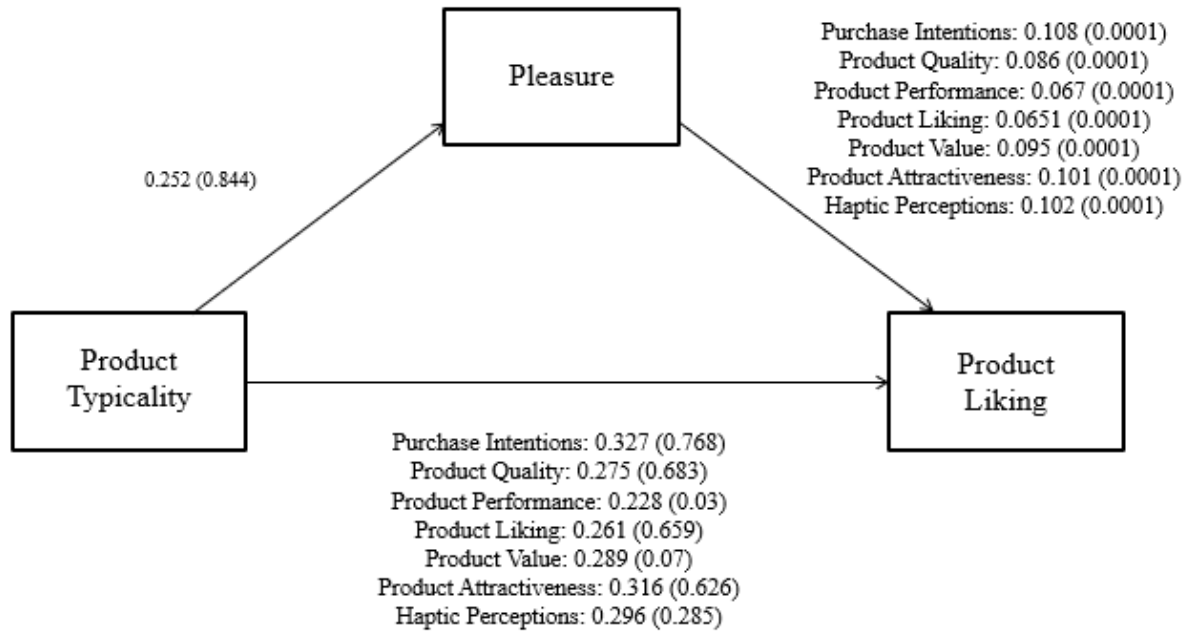 Pleasure
Purchase Intentions: 0.108 (0.0001)
Product Quality: 0.086 (0.0001)
Product Performance: 0.067 (0.0001)
Product Liking: 0.0651 (0.0001)
Product Value: 0.095 (0.0001)
Product Attractiveness: 0.101 (0.0001)
Haptic Perceptions: 0.102 (0.0001)
0.252 (0.844)
Product
Typicality
Product
Liking
Purchase Intentions: 0.327 (0.768)
Product Quality: 0.275 (0.683)
Product Performance: 0.228 (0.03)
Product Liking: 0.261 (0.659)
Product Value: 0.289 (0.07)
Product Attractiveness: 0.316 (0.626)
Haptic Perceptions: 0.296 (0.285)